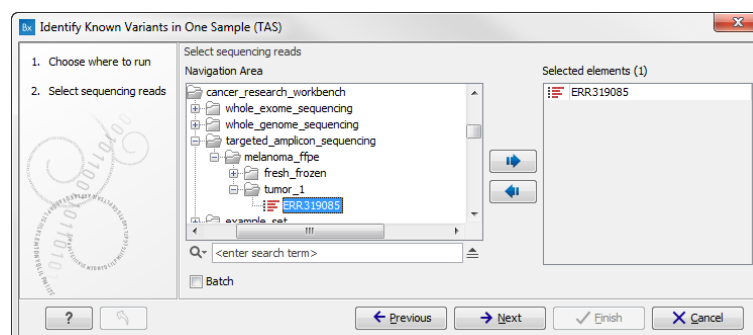 Bx Identify Known Variants in One Sample (TAS)
1. Choose where to run
2. Select sequencing reads
Select sequencing reads
Navigation Area
cancer_research_workbench
whole_exome_sequencing
whole_genome_sequencing
targeted_amplicon_sequencing
melanoma_ffpe
fresh_frozen
tumor_1
ERR319085
example_set
<enter search term>
Batch
Selected elements (1)
ERR319085
?
Previous
Next
Finish
Cancel